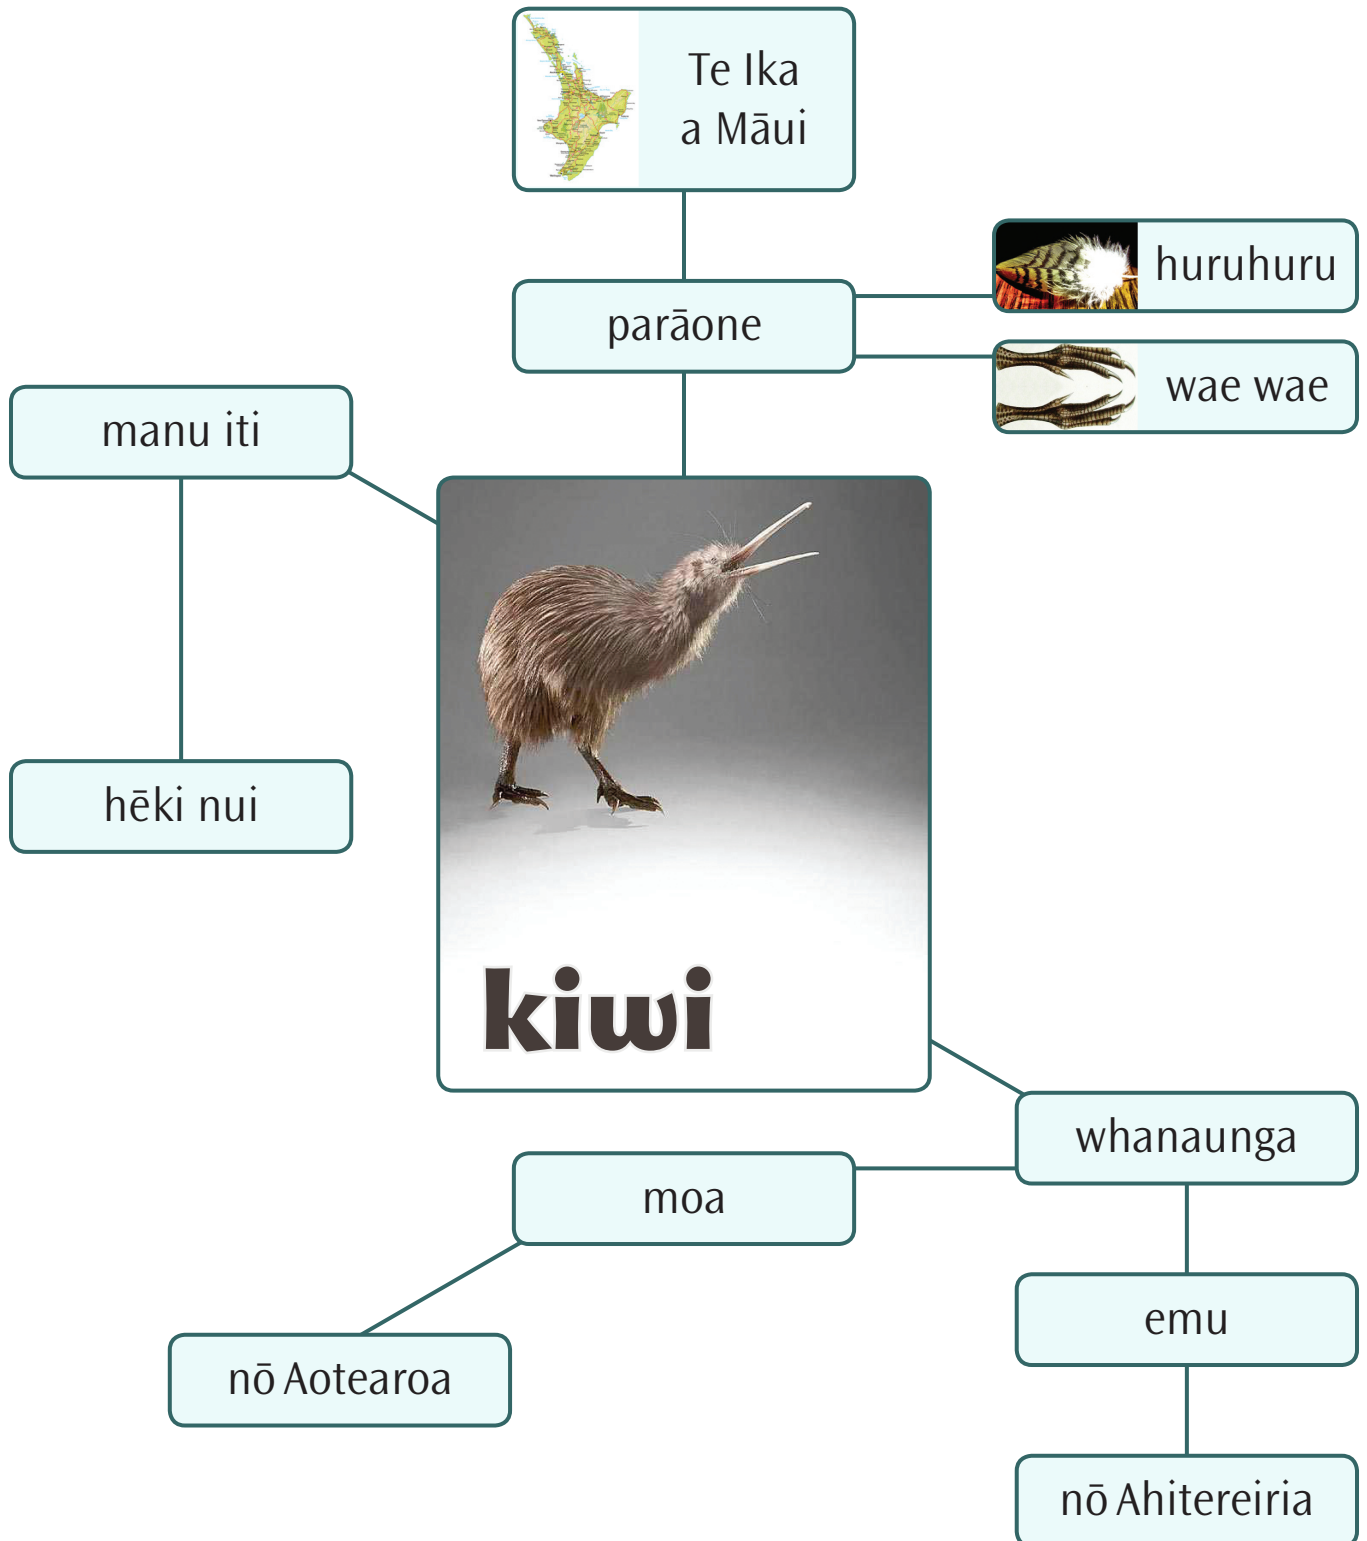 Te Ika
a Māui
huruhuru
parāone
wae wae
manu iti
hēki nui
kiwi
whanaunga
moa
emu
nō Aotearoa
nō Ahitereiria